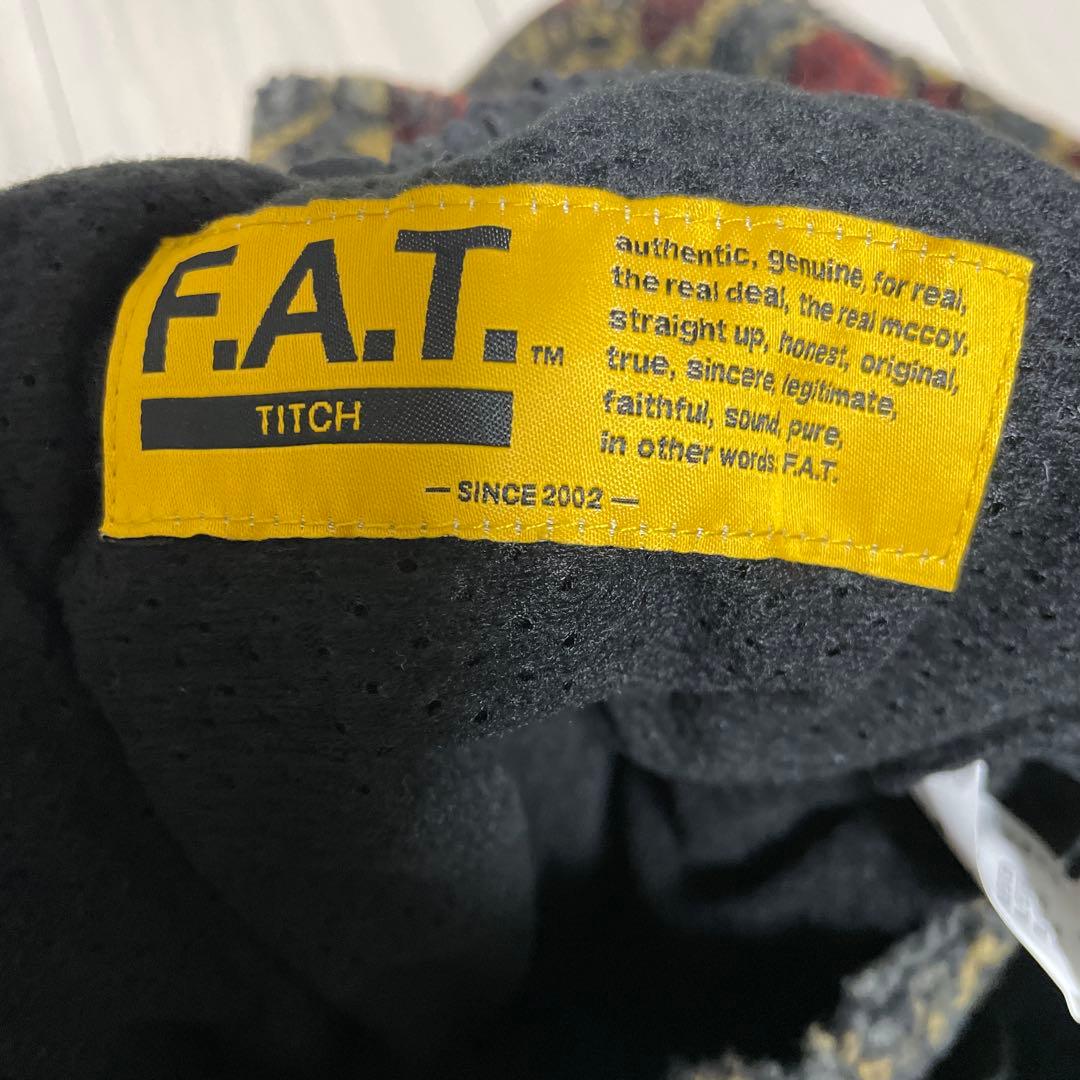 F.A.T.™
TITCH
— SINCE 2002 —
authentic, genuine, for real,
the real deal, the real mccoy,
straight up, honest, original,
true, sincere, legitimate,
faithful, sound, pure,
in other words: F.A.T.